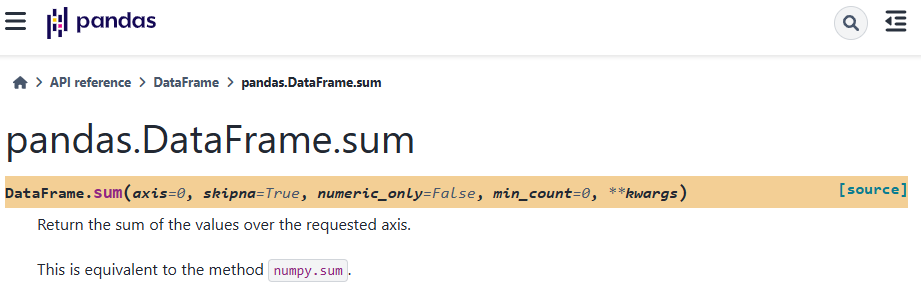 pandas
API reference > DataFrame > pandas.DataFrame.sum
pandas.DataFrame.sum
DataFrame.sum(axis=0, skipna=True, numeric_only=False, min_count=0, **kwargs) [source]
Return the sum of the values over the requested axis.
This is equivalent to the method numpy.sum.